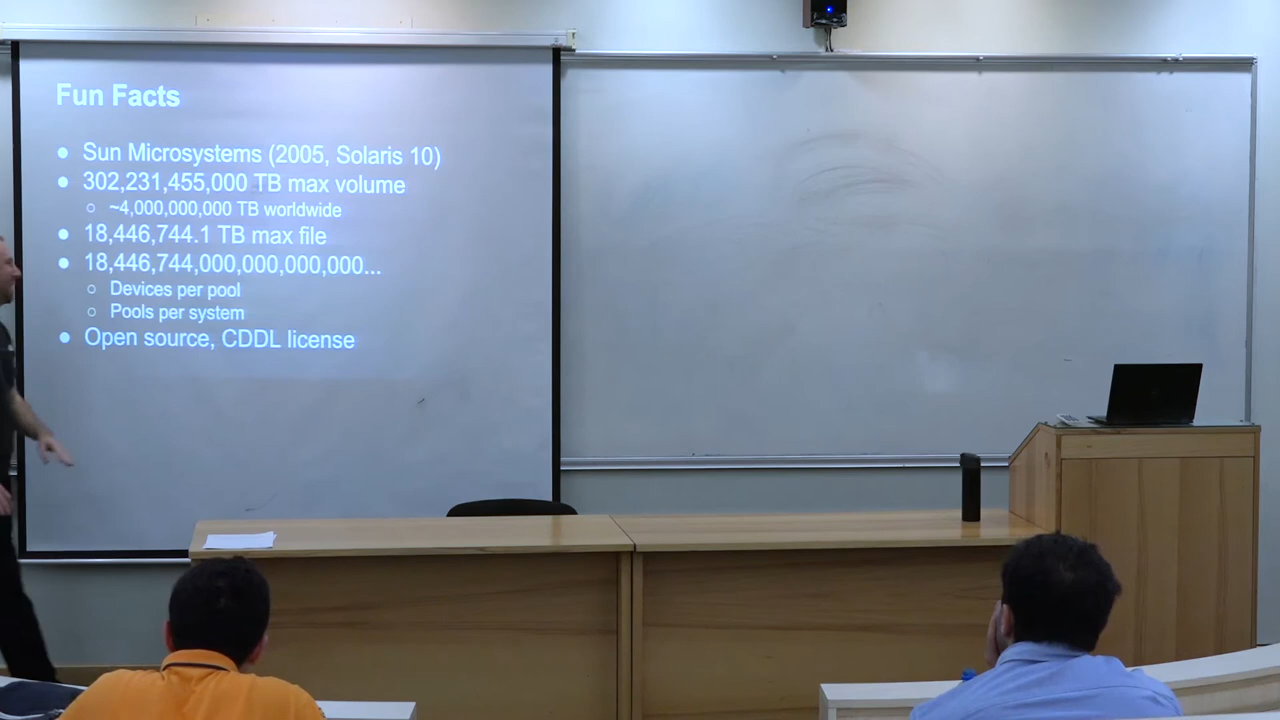 Fun Facts
● Sun Microsystems (2005, Solaris 10)
● 302,231,455,000 TB max volume
○ ~4,000,000,000 TB worldwide
● 18,446,744.1 TB max file
● 18,446,744,000,000,000,000...
○ Devices per pool
○ Pools per system
● Open source, CDDL license